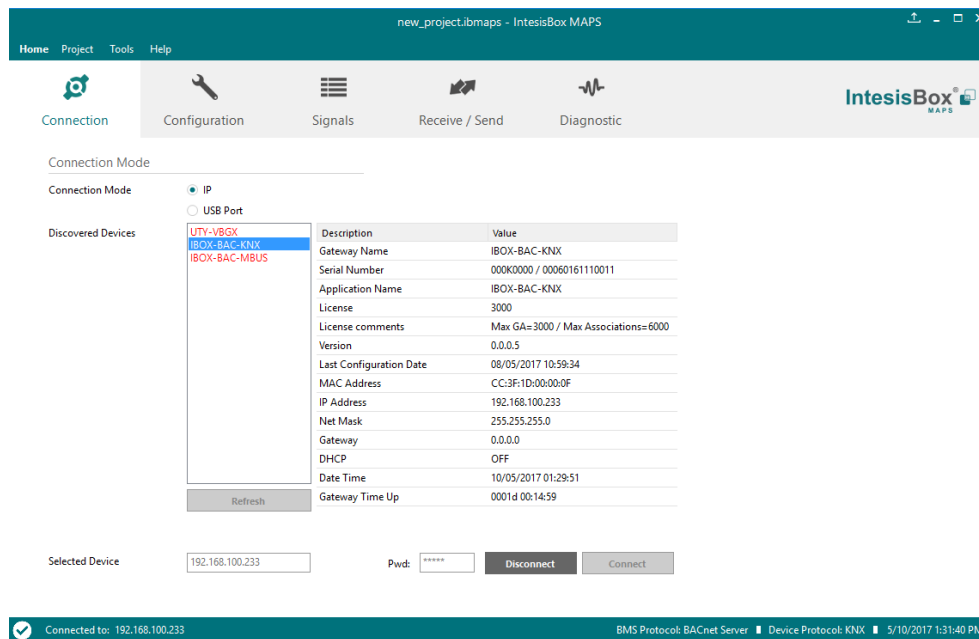 new_project.ibmaps - IntesisBox MAPS
Home Project Tools Help
Connection Configuration Signals Receive / Send Diagnostic
IntesisBox®
MAPS
Connection Mode
Connection Mode IP
USB Port
Discovered Devices
UTY-VBGX
IBOX-BAC-KNX
IBOX-BAC-MBUS
Description Value
Gateway Name IBOX-BAC-KNX
Serial Number 000K0000 / 00060161110011
Application Name IBOX-BAC-KNX
License 3000
License comments Max GA=3000 / Max Associations=6000
Version 0.0.0.5
Last Configuration Date 08/05/2017 10:59:34
MAC Address CC:3F:1D:00:00:0F
IP Address 192.168.100.233
Net Mask 255.255.255.0
Gateway 0.0.0.0
DHCP OFF
Date Time 10/05/2017 01:29:51
Gateway Time Up 0001d 00:14:59
Refresh
Selected Device 192.168.100.233 Pwd: ***** Disconnect Connect
Connected to: 192.168.100.233 BMS Protocol: BACnet Server Device Protocol: KNX 5/10/2017 1:31:40 PM